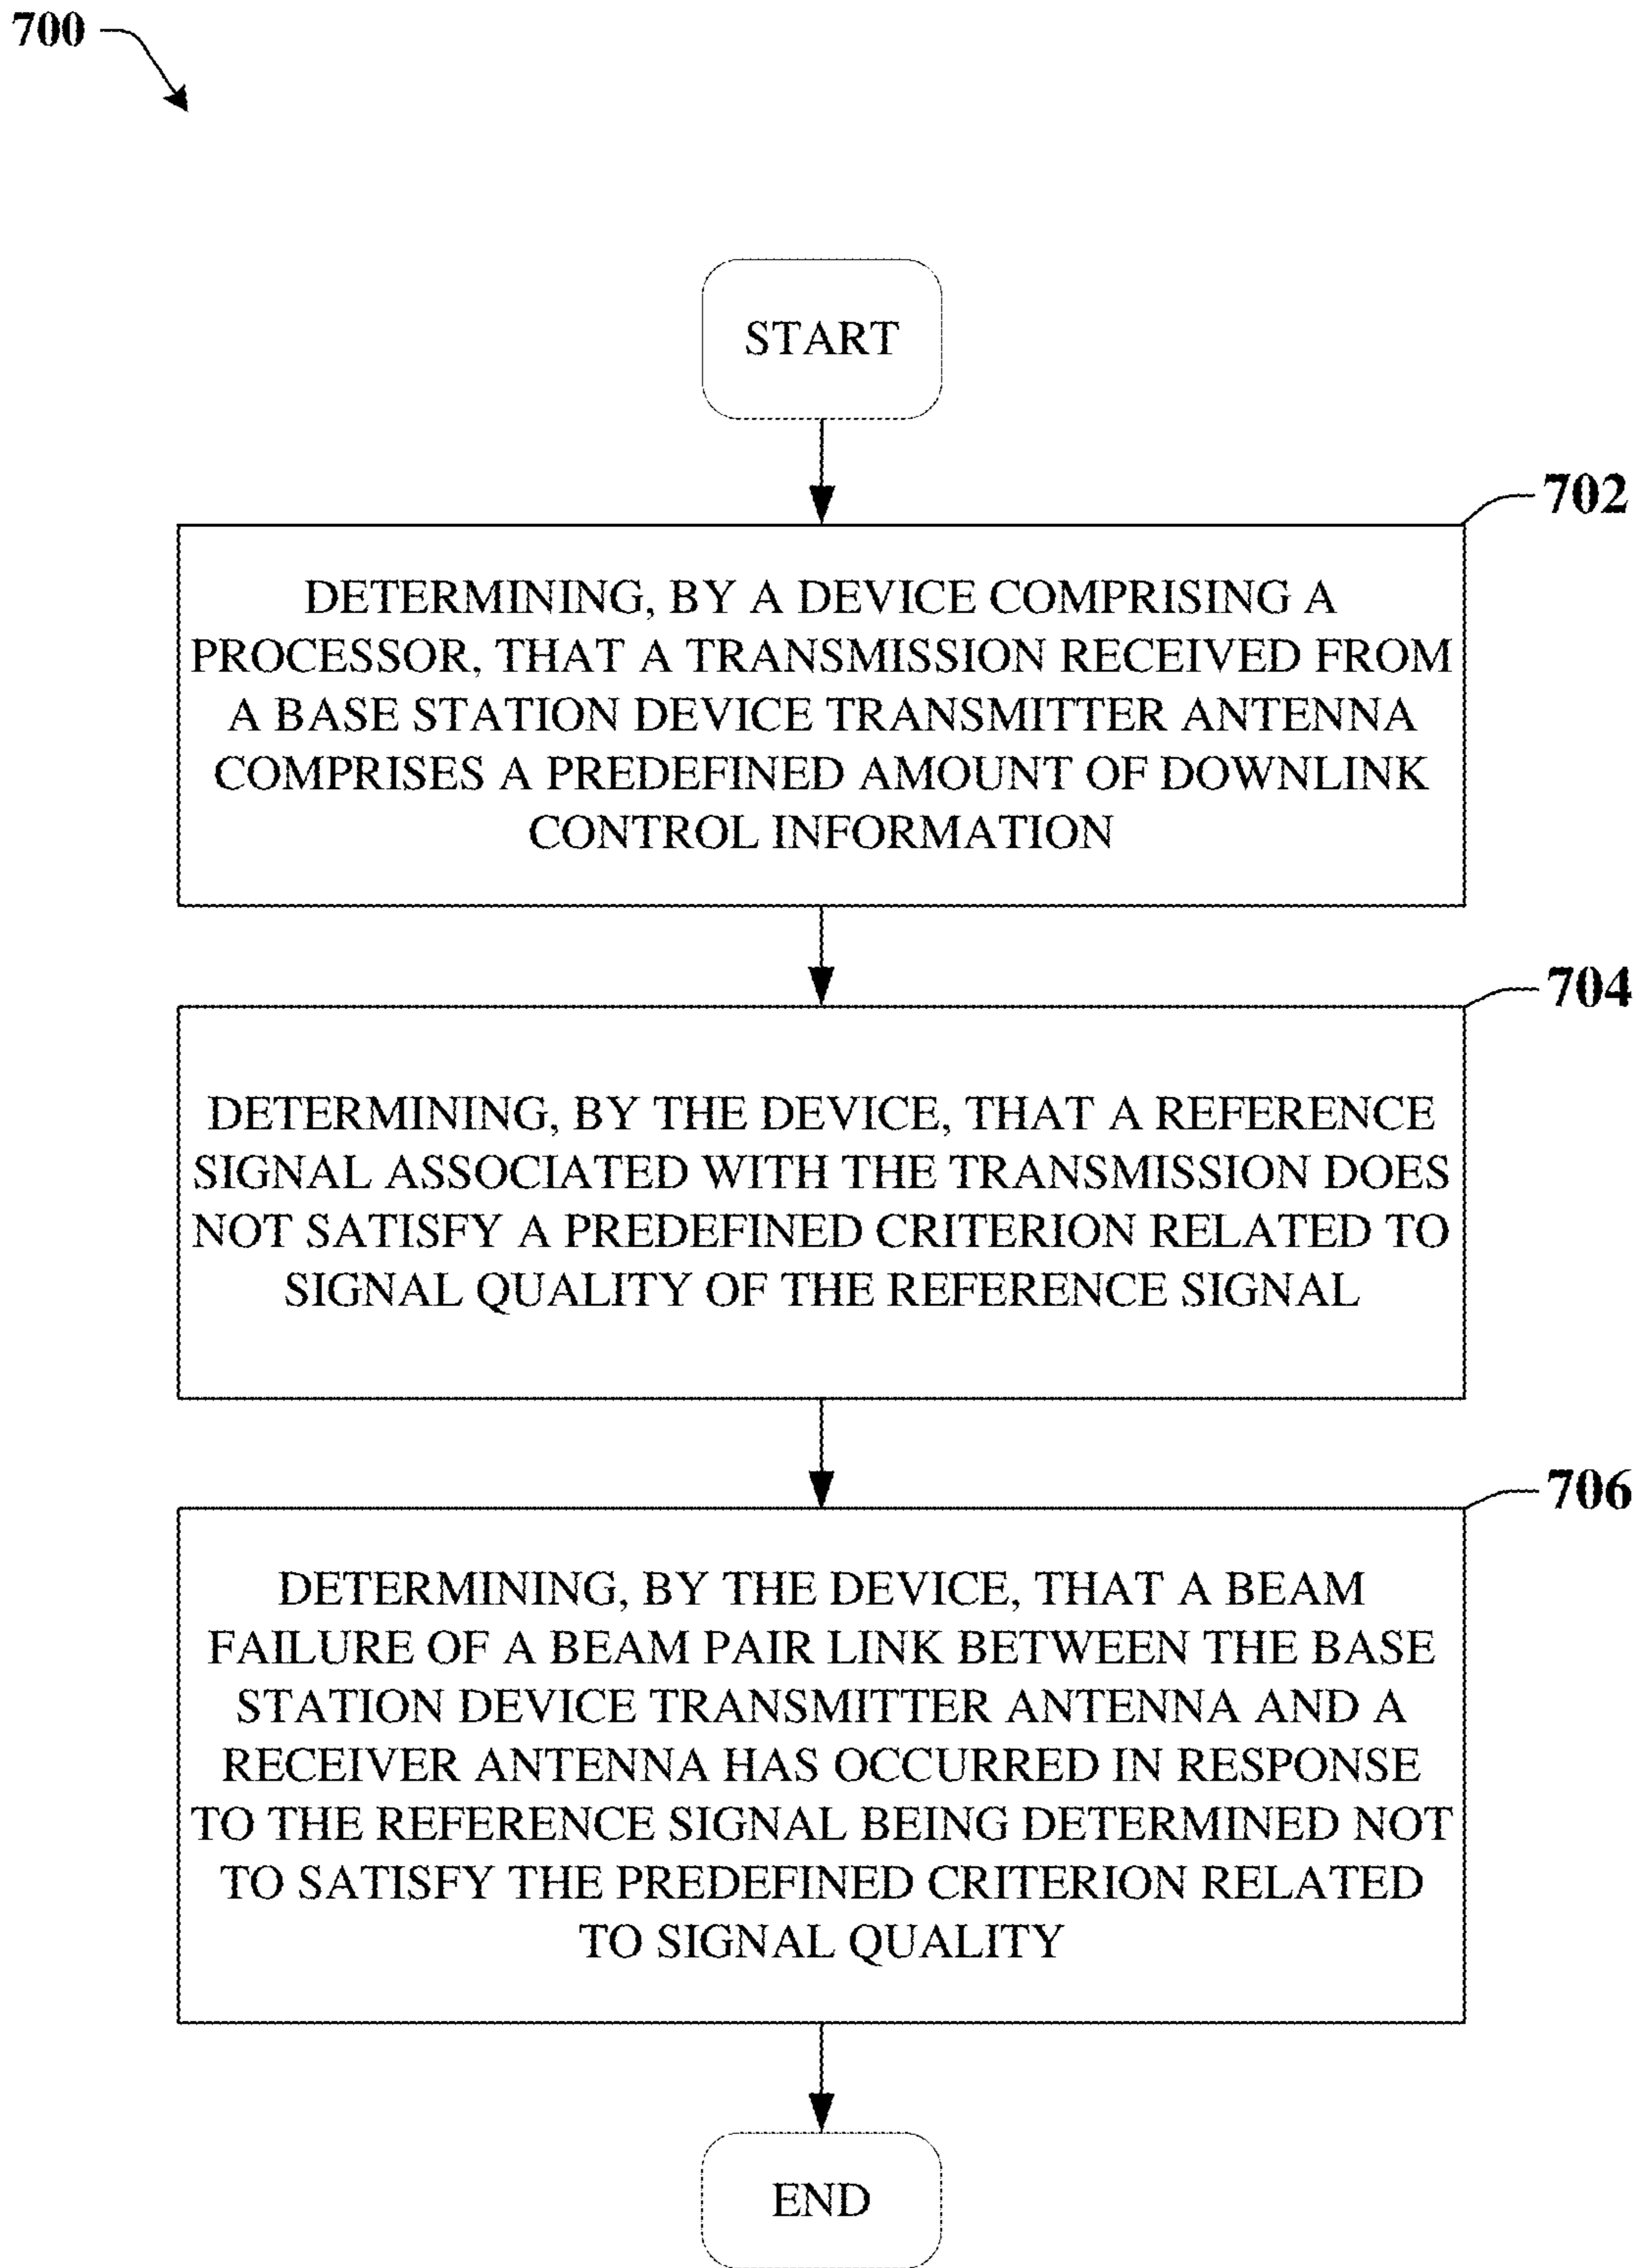 700
START
702
DETERMINING, BY A DEVICE COMPRISING A
PROCESSOR, THAT A TRANSMISSION RECEIVED FROM
A BASE STATION DEVICE TRANSMITTER ANTENNA
COMPRISES A PREDEFINED AMOUNT OF DOWNLINK
CONTROL INFORMATION
704
DETERMINING, BY THE DEVICE, THAT A REFERENCE
SIGNAL ASSOCIATED WITH THE TRANSMISSION DOES
NOT SATISFY A PREDEFINED CRITERION RELATED TO
SIGNAL QUALITY OF THE REFERENCE SIGNAL
706
DETERMINING, BY THE DEVICE, THAT A BEAM
FAILURE OF A BEAM PAIR LINK BETWEEN THE BASE
STATION DEVICE TRANSMITTER ANTENNA AND A
RECEIVER ANTENNA HAS OCCURRED IN RESPONSE
TO THE REFERENCE SIGNAL BEING DETERMINED NOT
TO SATISFY THE PREDEFINED CRITERION RELATED
TO SIGNAL QUALITY
END